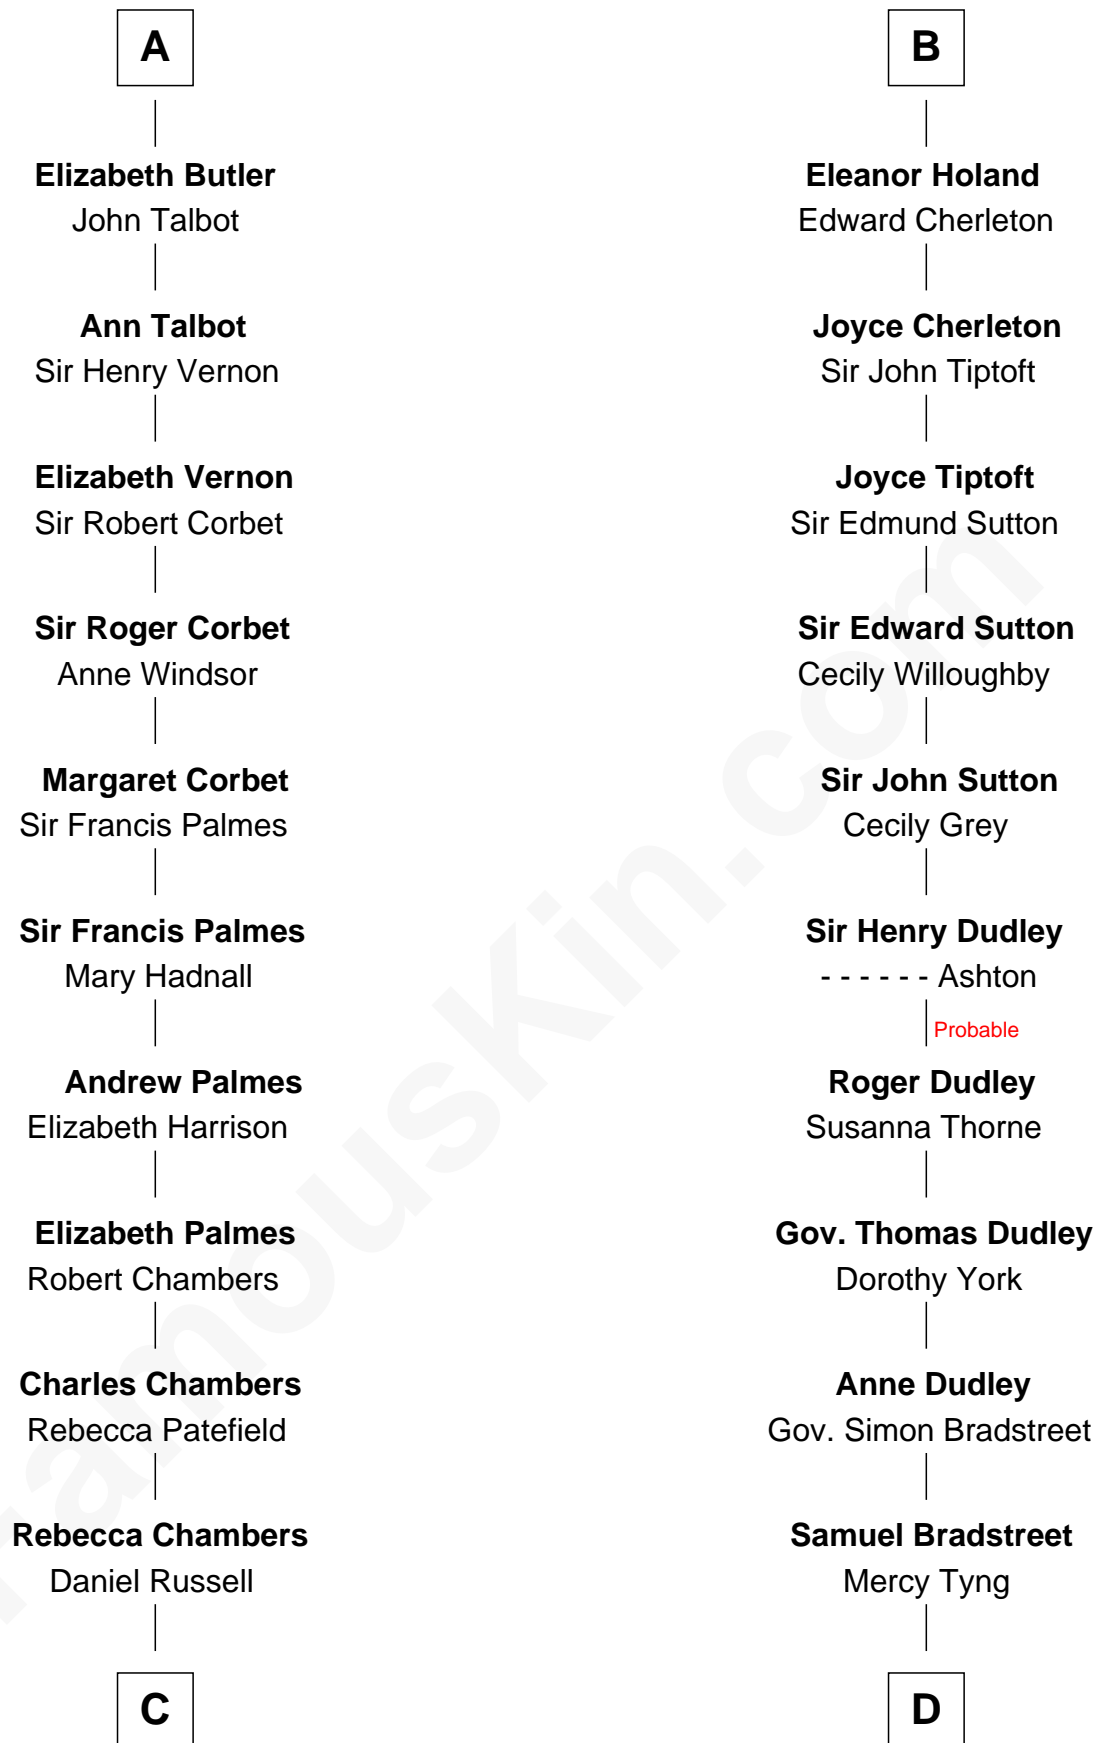 A
Elizabeth Butler
John Talbot
Ann Talbot
Sir Henry Vernon
Elizabeth Vernon
Sir Robert Corbet
Sir Roger Corbet
Anne Windsor
Margaret Corbet
Sir Francis Palmes
Sir Francis Palmes
Mary Hadnall
Andrew Palmes
Elizabeth Harrison
Elizabeth Palmes
Robert Chambers
Charles Chambers
Rebecca Patefield
Rebecca Chambers
Daniel Russell
C
B
Eleanor Holand
Edward Cherleton
Joyce Cherleton
Sir John Tiptoft
Joyce Tiptoft
Sir Edmund Sutton
Sir Edward Sutton
Cecily Willoughby
Sir John Sutton
Cecily Grey
Sir Henry Dudley
- - - - - - Ashton
Probable
Roger Dudley
Susanna Thorne
Gov. Thomas Dudley
Dorothy York
Anne Dudley
Gov. Simon Bradstreet
Samuel Bradstreet
Mercy Tyng
D
FamousKin.com